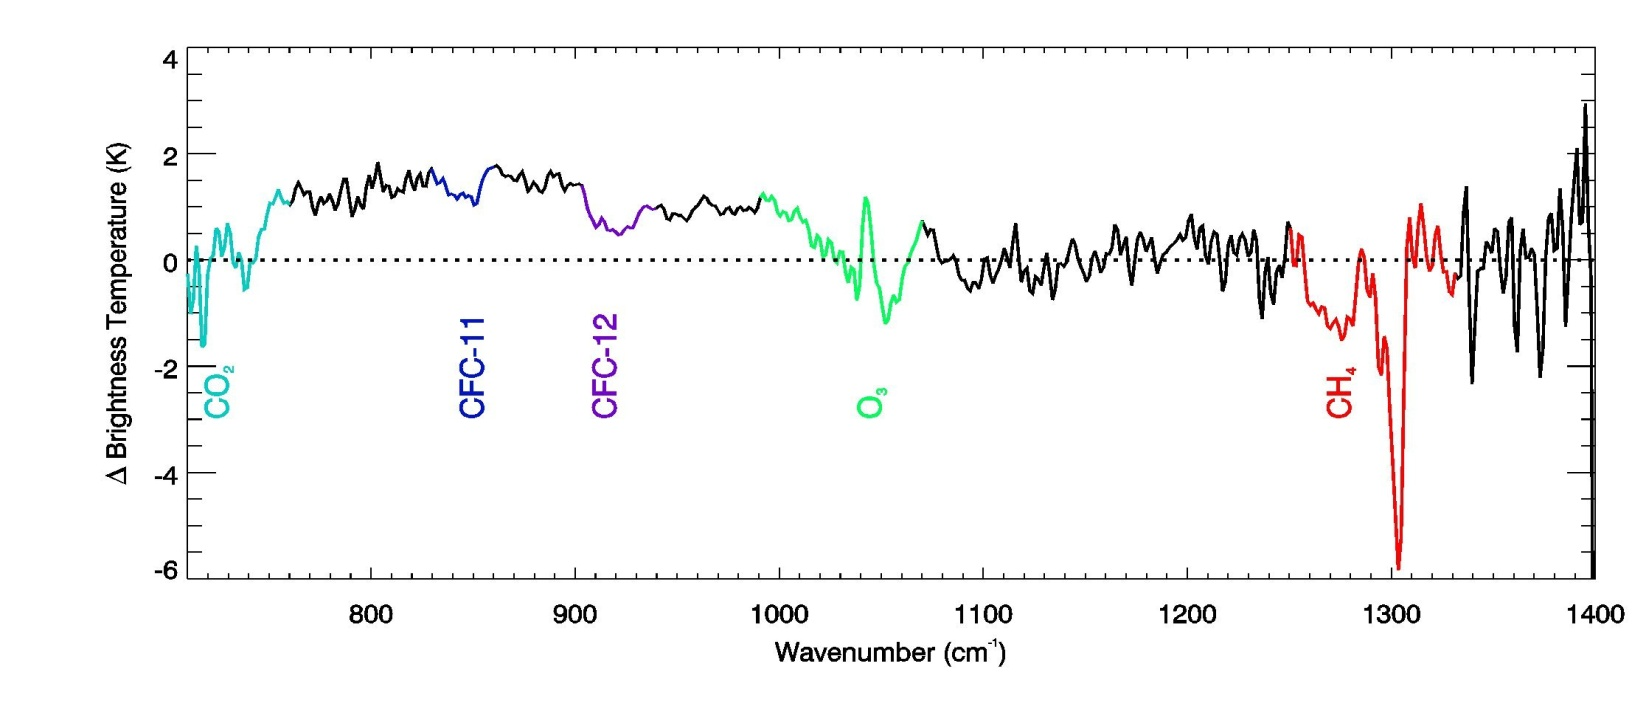 4
2
0
-2
-4
-6
Δ Brightness Temperature (K)
CO₂
CFC-11
CFC-12
O₃
CH₄
800 900 1000 1100 1200 1300 1400
Wavenumber (cm⁻¹)